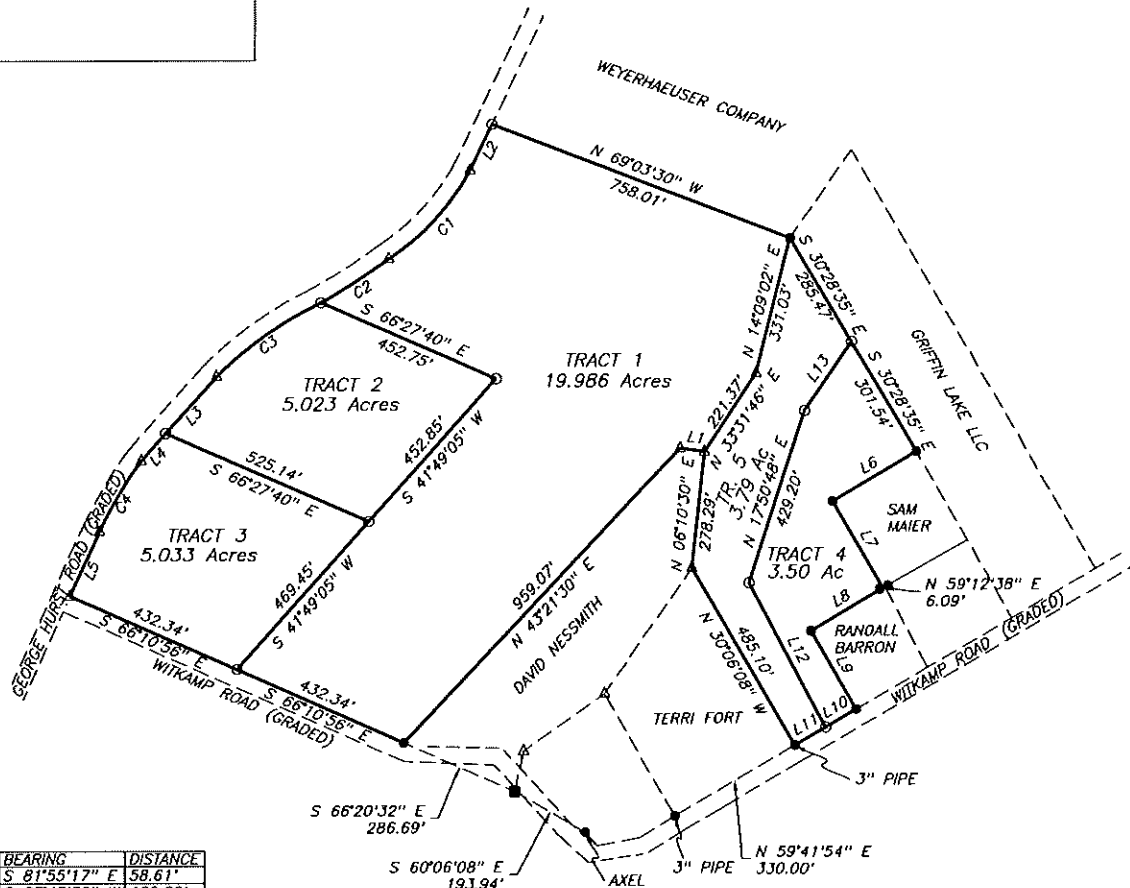 WEYERHAEUSER COMPANY
N 69°03'30" W
758.01'
L2
C1
C2
C3
S 66°27'40" E
452.75'
N 14°09'02" E
331.03'
S 30°28'35" E
285.47'
GRIFFIN LAKE LLC
TRACT 1
19.986 Acres
TRACT 2
5.023 Acres
L3
L4
525.14'
S 66°27'40" E
452.85'
S 41°49'05" W
L1
221.37'
N 33°31'46" E
L13
S 30°28'35" E
301.54'
TR. 5
3.79 AC
N 17°50'48" E
429.20'
L6
SAM
MAIER
L7
GEORGE HURST ROAD (GRADED)
C4
L5
TRACT 3
5.033 Acres
469.45'
S 41°49'05" W
959.07'
N 43°21'30" E
N 06°10'30" E
278.29'
TRACT 4
3.50 Ac
N 59°12'38" E
6.09'
L8
RANDALL
BARRON
L9
432.34'
S 66°10'56" E
WITKAMP ROAD (GRADED)
432.34'
S 66°10'56" E
DAVID NESSMITH
TERRI FORT
485.10'
N 30°06'08" W
L12
L11
L10
WITKAMP ROAD (GRADED)
3" PIPE
S 66°20'32" E
286.69'
S 60°06'08" E
193.94'
AXEL
3" PIPE
N 59°41'54" E
330.00'
BEARING DISTANCE
S 81°55'17" E 58.61'